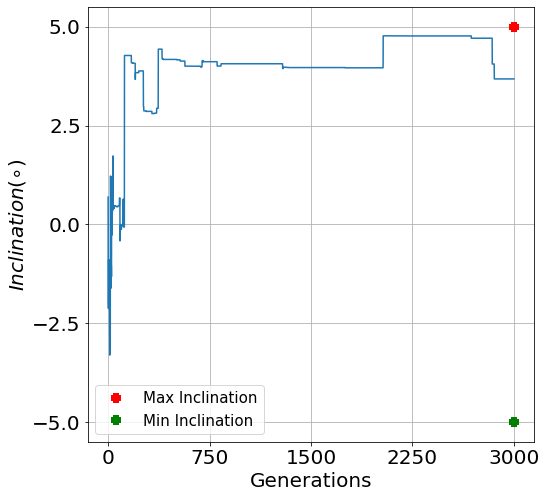 5.0
2.5
0.0
−2.5
−5.0
Inclination(∘)
Max Inclination
Min Inclination
0 750 1500 2250 3000
Generations